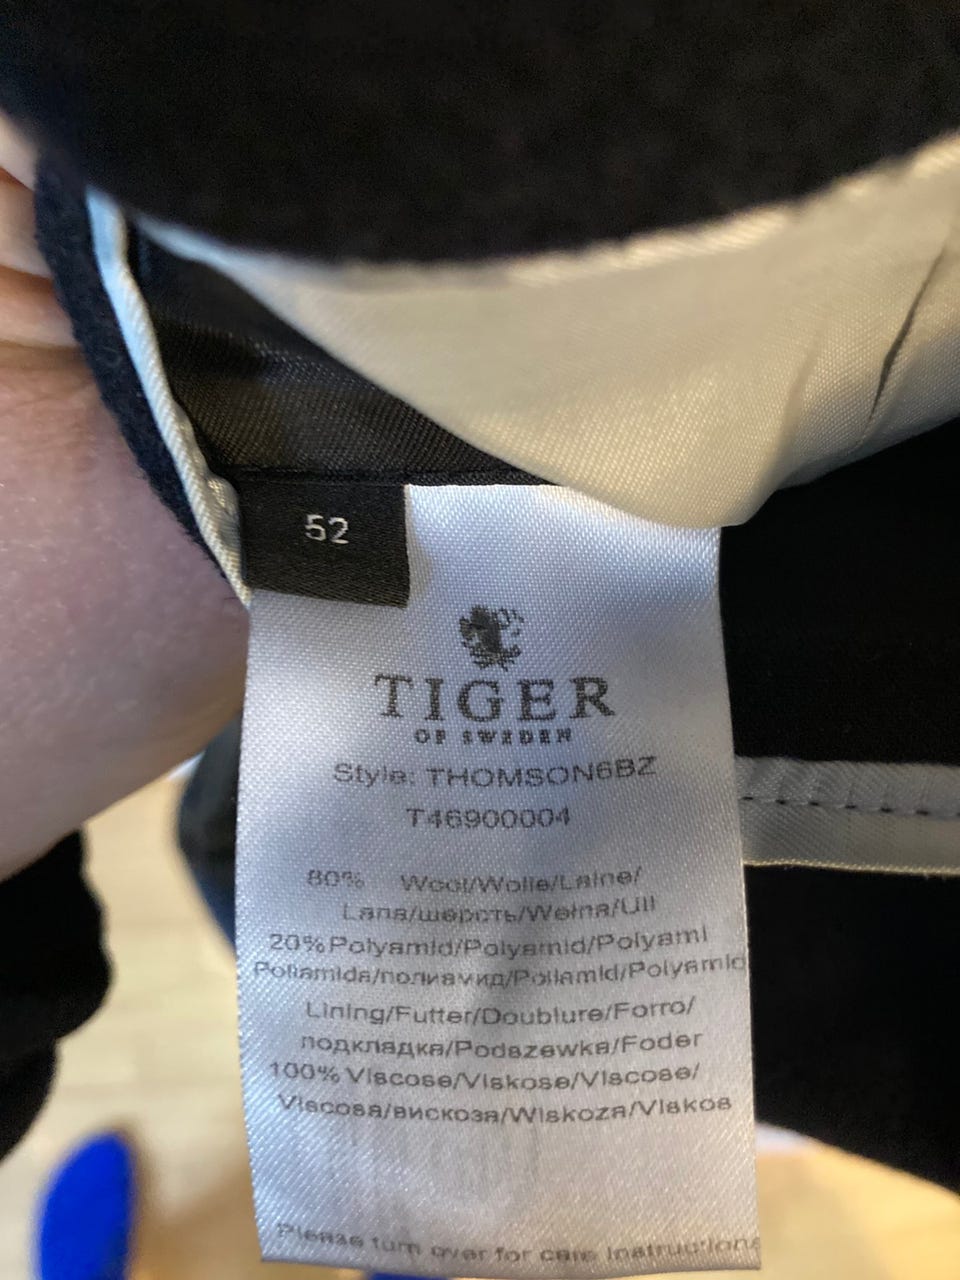 52
TIGER
OF SWEDEN
Style: THOMSON6BZ
T46900004
80% Wool/Wolle/Laine/
Lana/шерсть/Wełna/Ull
20% Polyamid/Polyamid/Polyami
Poliamida/полиамид/Poliamid/Polyamid
Lining/Futter/Doublure/Forro/
подкладка/Podszewka/Foder
100% Viscose/Viskose/Viscose/
Viscosa/вискоза/Wiskoza/Viskos
Please turn over for care instructions